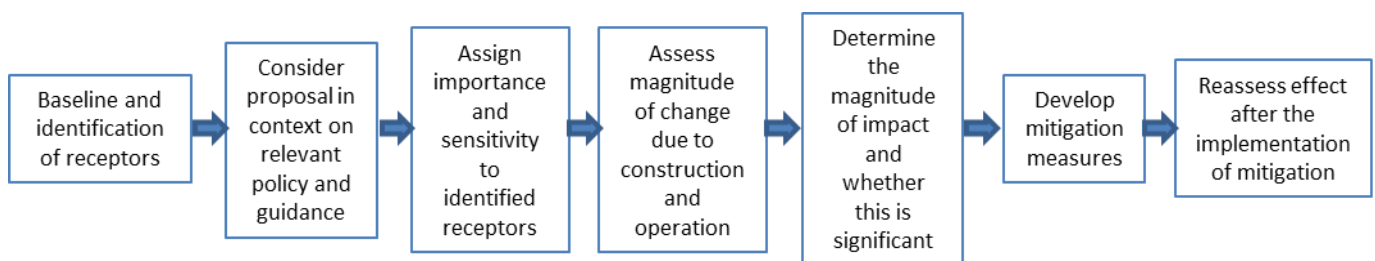 Baseline and
identification
of receptors
Consider
proposal in
context on
relevant
policy and
guidance
Assign
importance
and
sensitivity
to
identified
receptors
Assess
magnitude
of change
due to
construction
and
operation
Determine
the
magnitude
of impact
and
whether
this is
significant
Develop
mitigation
measures
Reassess effect
after the
implementation
of mitigation